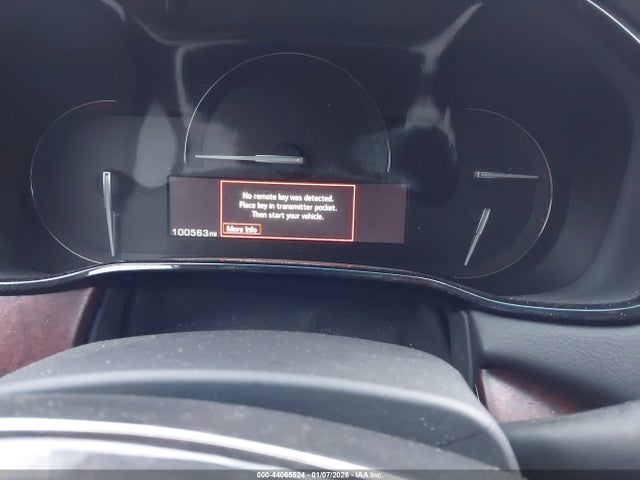 No remote key was detected.
Place key in transmitter pocket.
Then start your vehicle.
More Info
100563mi
000-44065524 - 01/07/2026 - IAA, Inc.